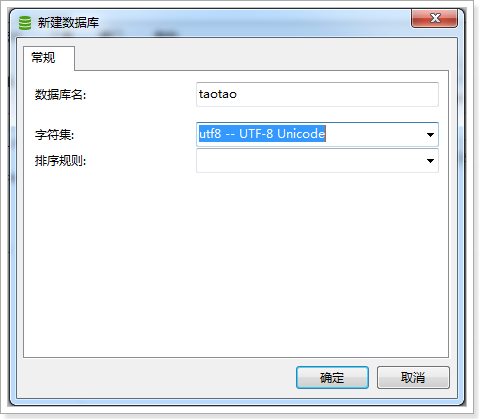 新建数据库
常规
数据库名: taotao
字符集: utf8 -- UTF-8 Unicode
排序规则:
确定 取消